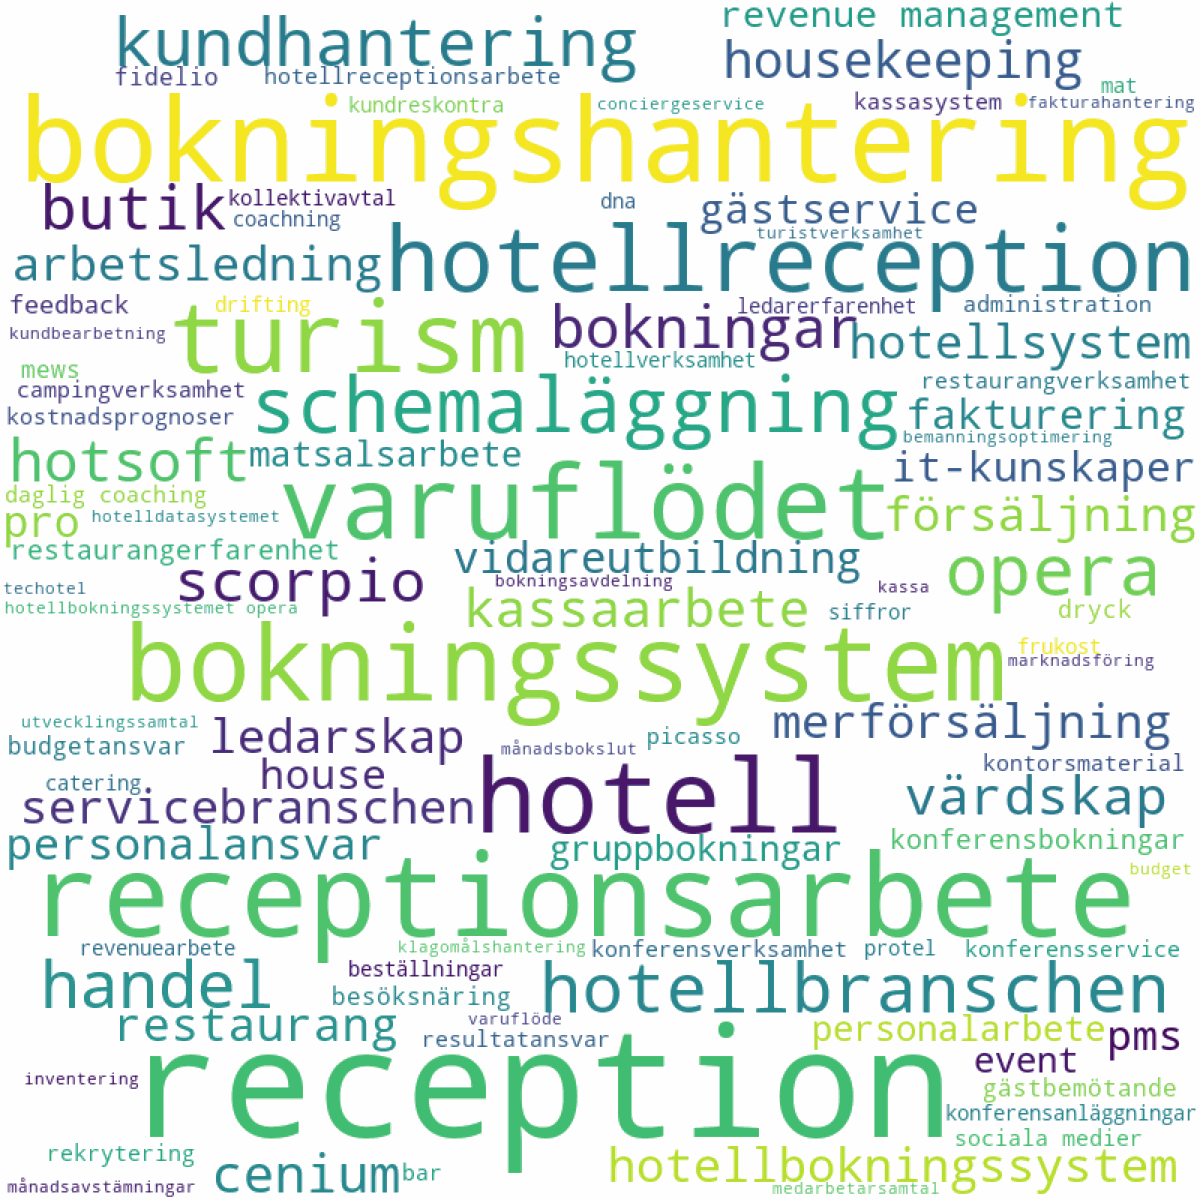 revenue management
kundhantering
housekeeping
fidelio
hotellreceptionsarbete
mat
kundreskontra
conciergeservice
kassasystem
fakturahantering
bokningshantering
butik
kollektivavtal
coachning
dna
gästservice
turistverksamhet
arbetsledning
hotellreception
feedback
drifting
ledarerfarenhet
administration
kundbearbetning
turism
bokningar
hotellsystem
hotellverksamhet
mews
campingverksamhet
restaurangverksamhet
kostnadsprognoser
schemaläggning
fakturering
bemanningsoptimering
hotsoft
matsalsarbete
it-kunskaper
daglig coaching
varuflödet
försäljning
pro
hotelldatasystemet
restaurangerfarenhet
vidareutbildning
opera
techotel
scorpio
bokningsavdelning
kassa
hotellbokningssystemet opera
kassaarbete
siffror
dryck
bokningssystem
frukost
marknadsföring
utvecklingssamtal
budgetansvar
ledarskap
månadsbokslut
picasso
merförsäljning
catering
house
hotell
kontorsmaterial
servicebranschen
värdskap
personalansvar
gruppbokningar
konferensbokningar
receptionsarbete
budget
revenuearbete
klagomålshantering
konferensverksamhet
protel
konferensservice
handel
beställningar
besöksnäring
hotellbranschen
restaurang
varuflöde
resultatansvar
personalarbete
pms
inventering
reception
event
gästbemötande
konferensanläggningar
sociala medier
rekrytering
cenium
bar
hotellbokningssystem
månadsavstämningar
medarbetarsamtal